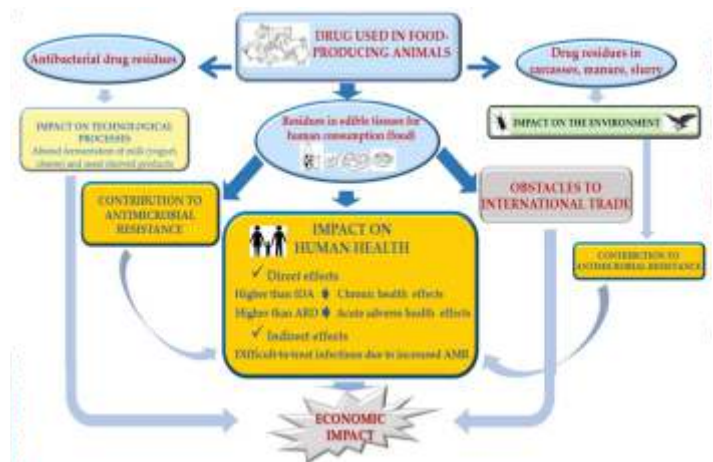 DRUG USED IN FOOD-
PRODUCING ANIMALS
Antibacterial drug residues
Drug residues in
carcasses, manure, slurry
IMPACT ON TECHNOLOGICAL
PROCESSES
Altered fermentation of milk (yogurt,
cheese) and meat derived products
Residues in edible tissues for
human consumption (food)
IMPACT ON THE ENVIRONMENT
CONTRIBUTION TO
ANTIMICROBIAL
RESISTANCE
OBSTACLES TO
INTERNATIONAL TRADE
IMPACT ON
HUMAN HEALTH
✓ Direct effects
Higher than Chronic health effects
Higher than ARD Acute adverse health effects
✓ Indirect effects
Difficult-to-treat infections due to increased AMR
CONTRIBUTION TO
ANTIMICROBIAL RESISTANCE
ECONOMIC
IMPACT